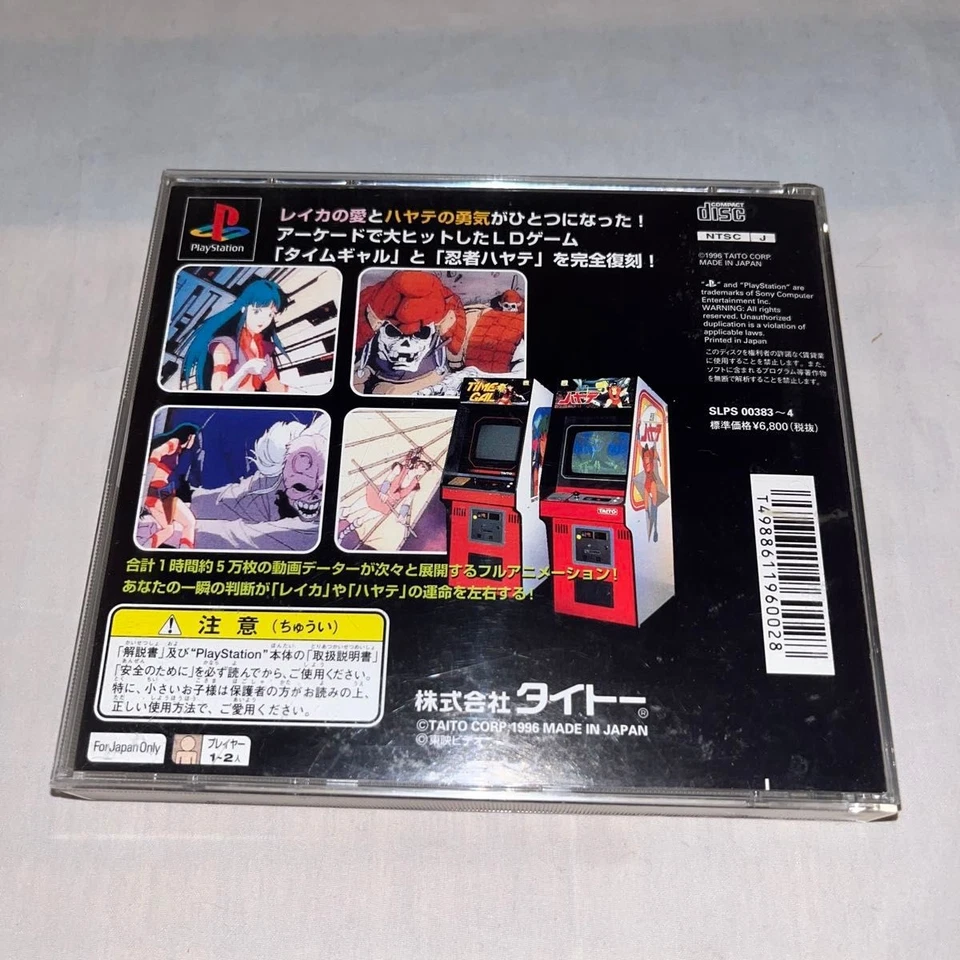 PlayStation
レイカの愛とハヤテの勇気がひとつになった!
アーケードで大ヒットしたLDゲーム
「タイムギャル」と「忍者ハヤテ」を完全復刻!
COMPACT
disc
NTSC J
©1996 TAITO CORP.
MADE IN JAPAN
" " and "PlayStation" are
trademarks of Sony Computer
Entertainment Inc.
WARNING: All rights
reserved. Unauthorized
duplication is a violation of
applicable laws.
Printed in Japan
このディスクを権利者の許諾なく賃貸業
に使用することを禁止します。また、
ソフトに含まれるプログラム等著作物
を無断で解析することを禁止します。
SLPS 00383~4
標準価格¥6,800(税抜)
TIME GAL
ハヤテ
TAITO
T4988611960028
合計1時間約5万枚の動画データーが次々と展開するフルアニメーション!
あなたの一瞬の判断が「レイカ」や「ハヤテ」の運命を左右する!
注意(ちゅうい)
「解説書」及び"PlayStation"本体の「取扱説明書」
「安全のために」を必ず読んでから、ご使用ください。
特に、小さいお子様は保護者の方がお読みの上、
正しい使用方法で、ご愛用ください。
For Japan Only
プレイヤー
1~2人
株式会社 タイトー®
©TAITO CORP. 1996 MADE IN JAPAN
©東映ビデオ